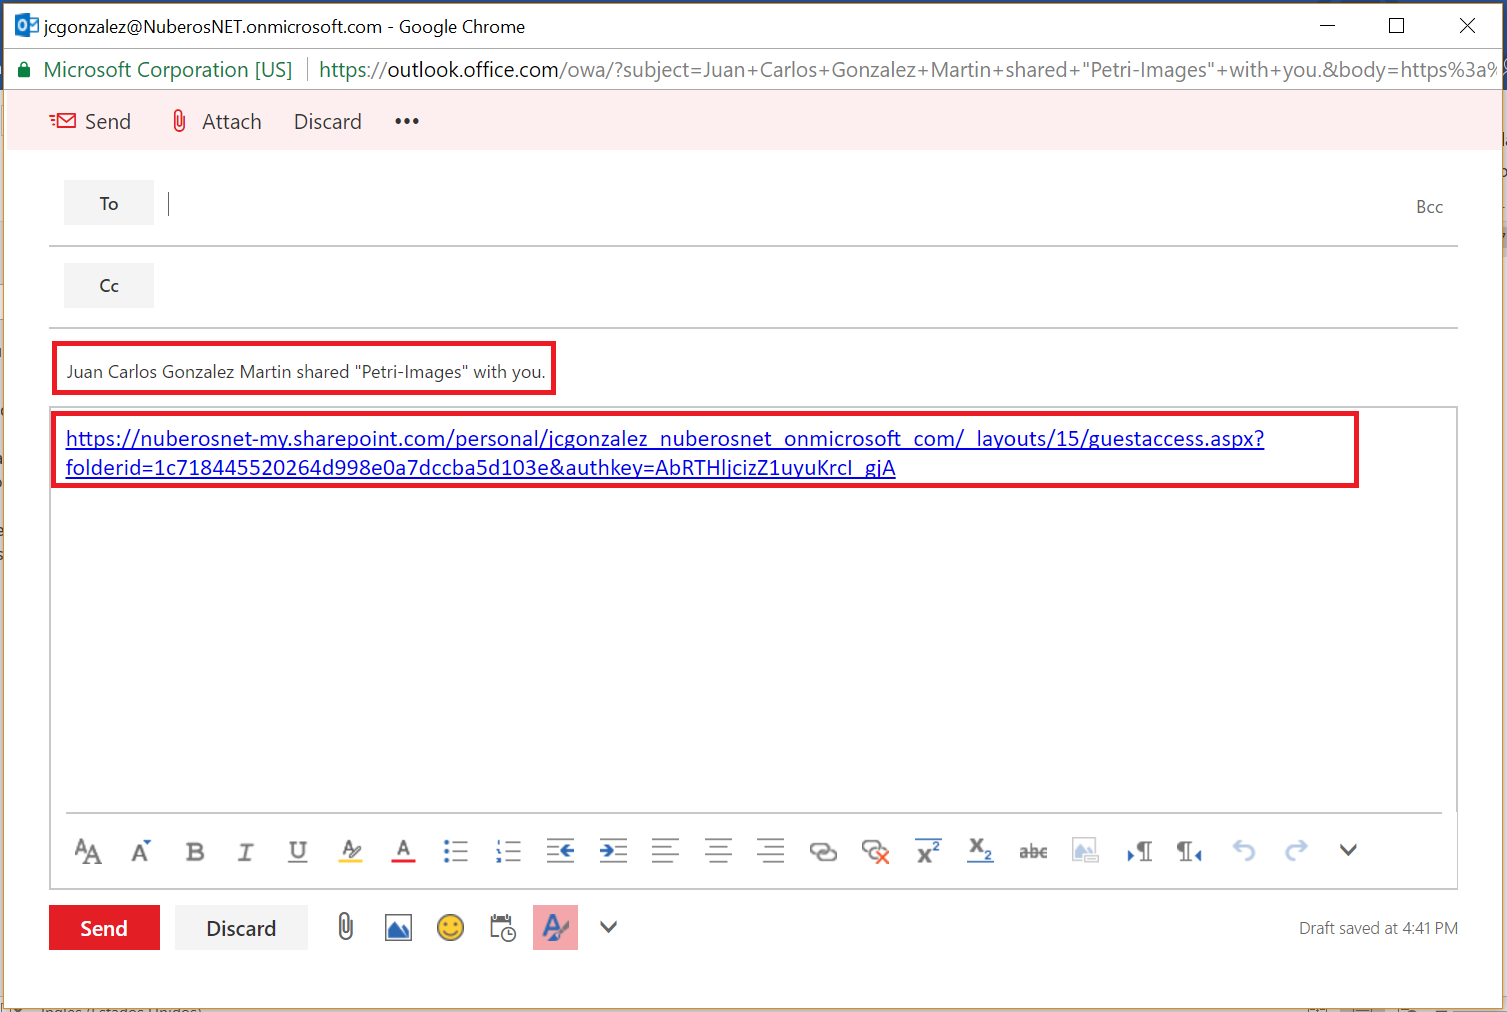 jcgonzalez@NuberosNET.onmicrosoft.com - Google Chrome
Microsoft Corporation [US] https://outlook.office.com/owa/?subject=Juan+Carlos+Gonzalez+Martin+shared+"Petri-Images"+with+you.&body=https%3a%
Send Attach Discard •••
To Bcc
Cc
Juan Carlos Gonzalez Martin shared "Petri-Images" with you.
https://nuberosnet-my.sharepoint.com/personal/jcgonzalez_nuberosnet_onmicrosoft_com/_layouts/15/guestaccess.aspx?
folderid=1c718445520264d998e0a7dccba5d103e&authkey=AbRTHljcizZ1uyuKrcI_gjA
Send Discard Draft saved at 4:41 PM